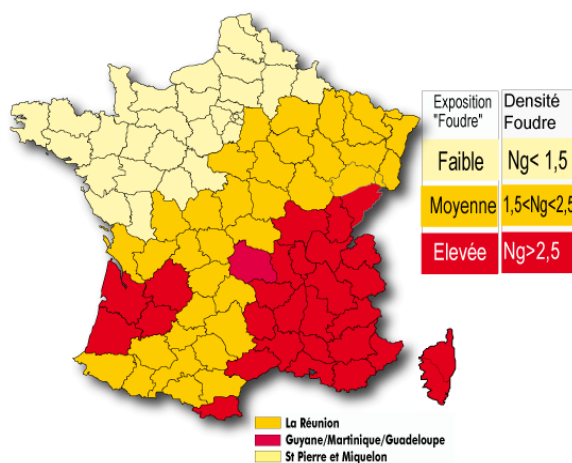 Exposition
"Foudre"
Densité
Foudre
Faible
Ng< 1,5
Moyenne
1,5<Ng<2,5
Elevée
Ng>2,5
La Réunion
Guyane/Martinique/Guadeloupe
St Pierre et Miquelon